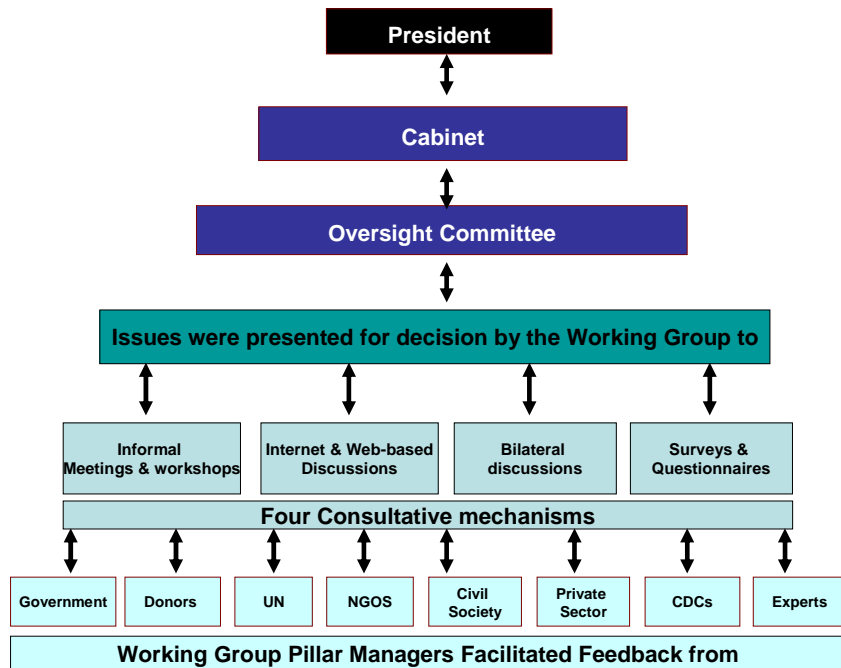 President
Cabinet
Oversight Committee
Issues were presented for decision by the Working Group to
Informal
Meetings & workshops
Internet & Web-based
Discussions
Bilateral
discussions
Surveys &
Questionnaires
Four Consultative mechanisms
Government
Donors
UN
NGOS
Civil
Society
Private
Sector
CDCs
Experts
Working Group Pillar Managers Facilitated Feedback from